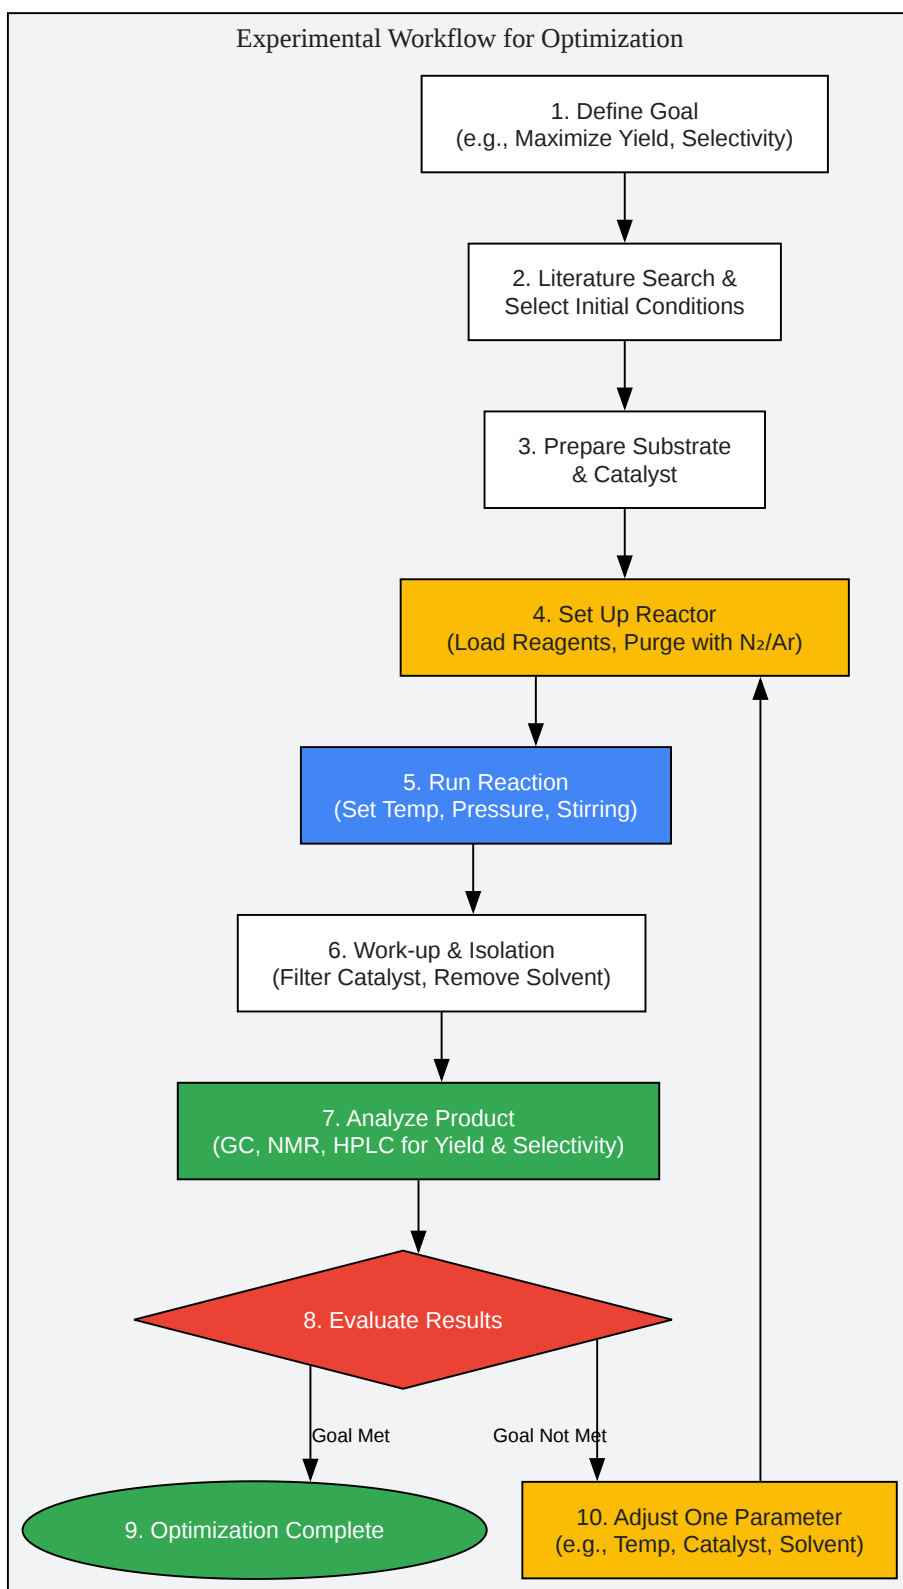 Experimental Workflow for Optimization
1. Define Goal
(e.g., Maximize Yield, Selectivity)
2. Literature Search &
Select Initial Conditions
3. Prepare Substrate
& Catalyst
4. Set Up Reactor
(Load Reagents, Purge with N₂/Ar)
5. Run Reaction
(Set Temp, Pressure, Stirring)
6. Work-up & Isolation
(Filter Catalyst, Remove Solvent)
7. Analyze Product
(GC, NMR, HPLC for Yield & Selectivity)
8. Evaluate Results
Goal Met
Goal Not Met
9. Optimization Complete
10. Adjust One Parameter
(e.g., Temp, Catalyst, Solvent)